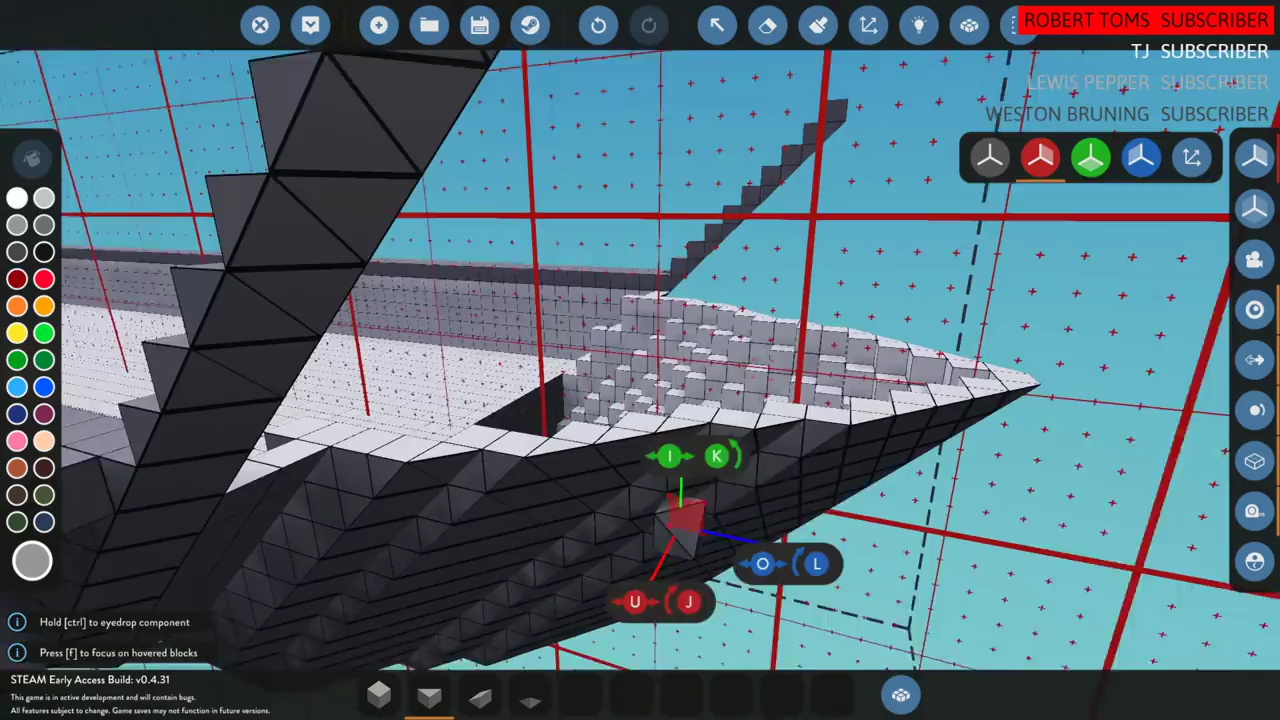 ROBERT TOMS SUBSCRIBER
TJ SUBSCRIBER
LEWIS PEPPER SUBSCRIBER
WESTON BRUNING SUBSCRIBER
I K
O L
U J
Hold [ctrl] to eyedrop component
Press [f] to focus on hovered blocks
STEAM Early Access Build: v0.4.31
This game is in active development and will contain bugs.
All features subject to change. Game saves may not function in future versions.